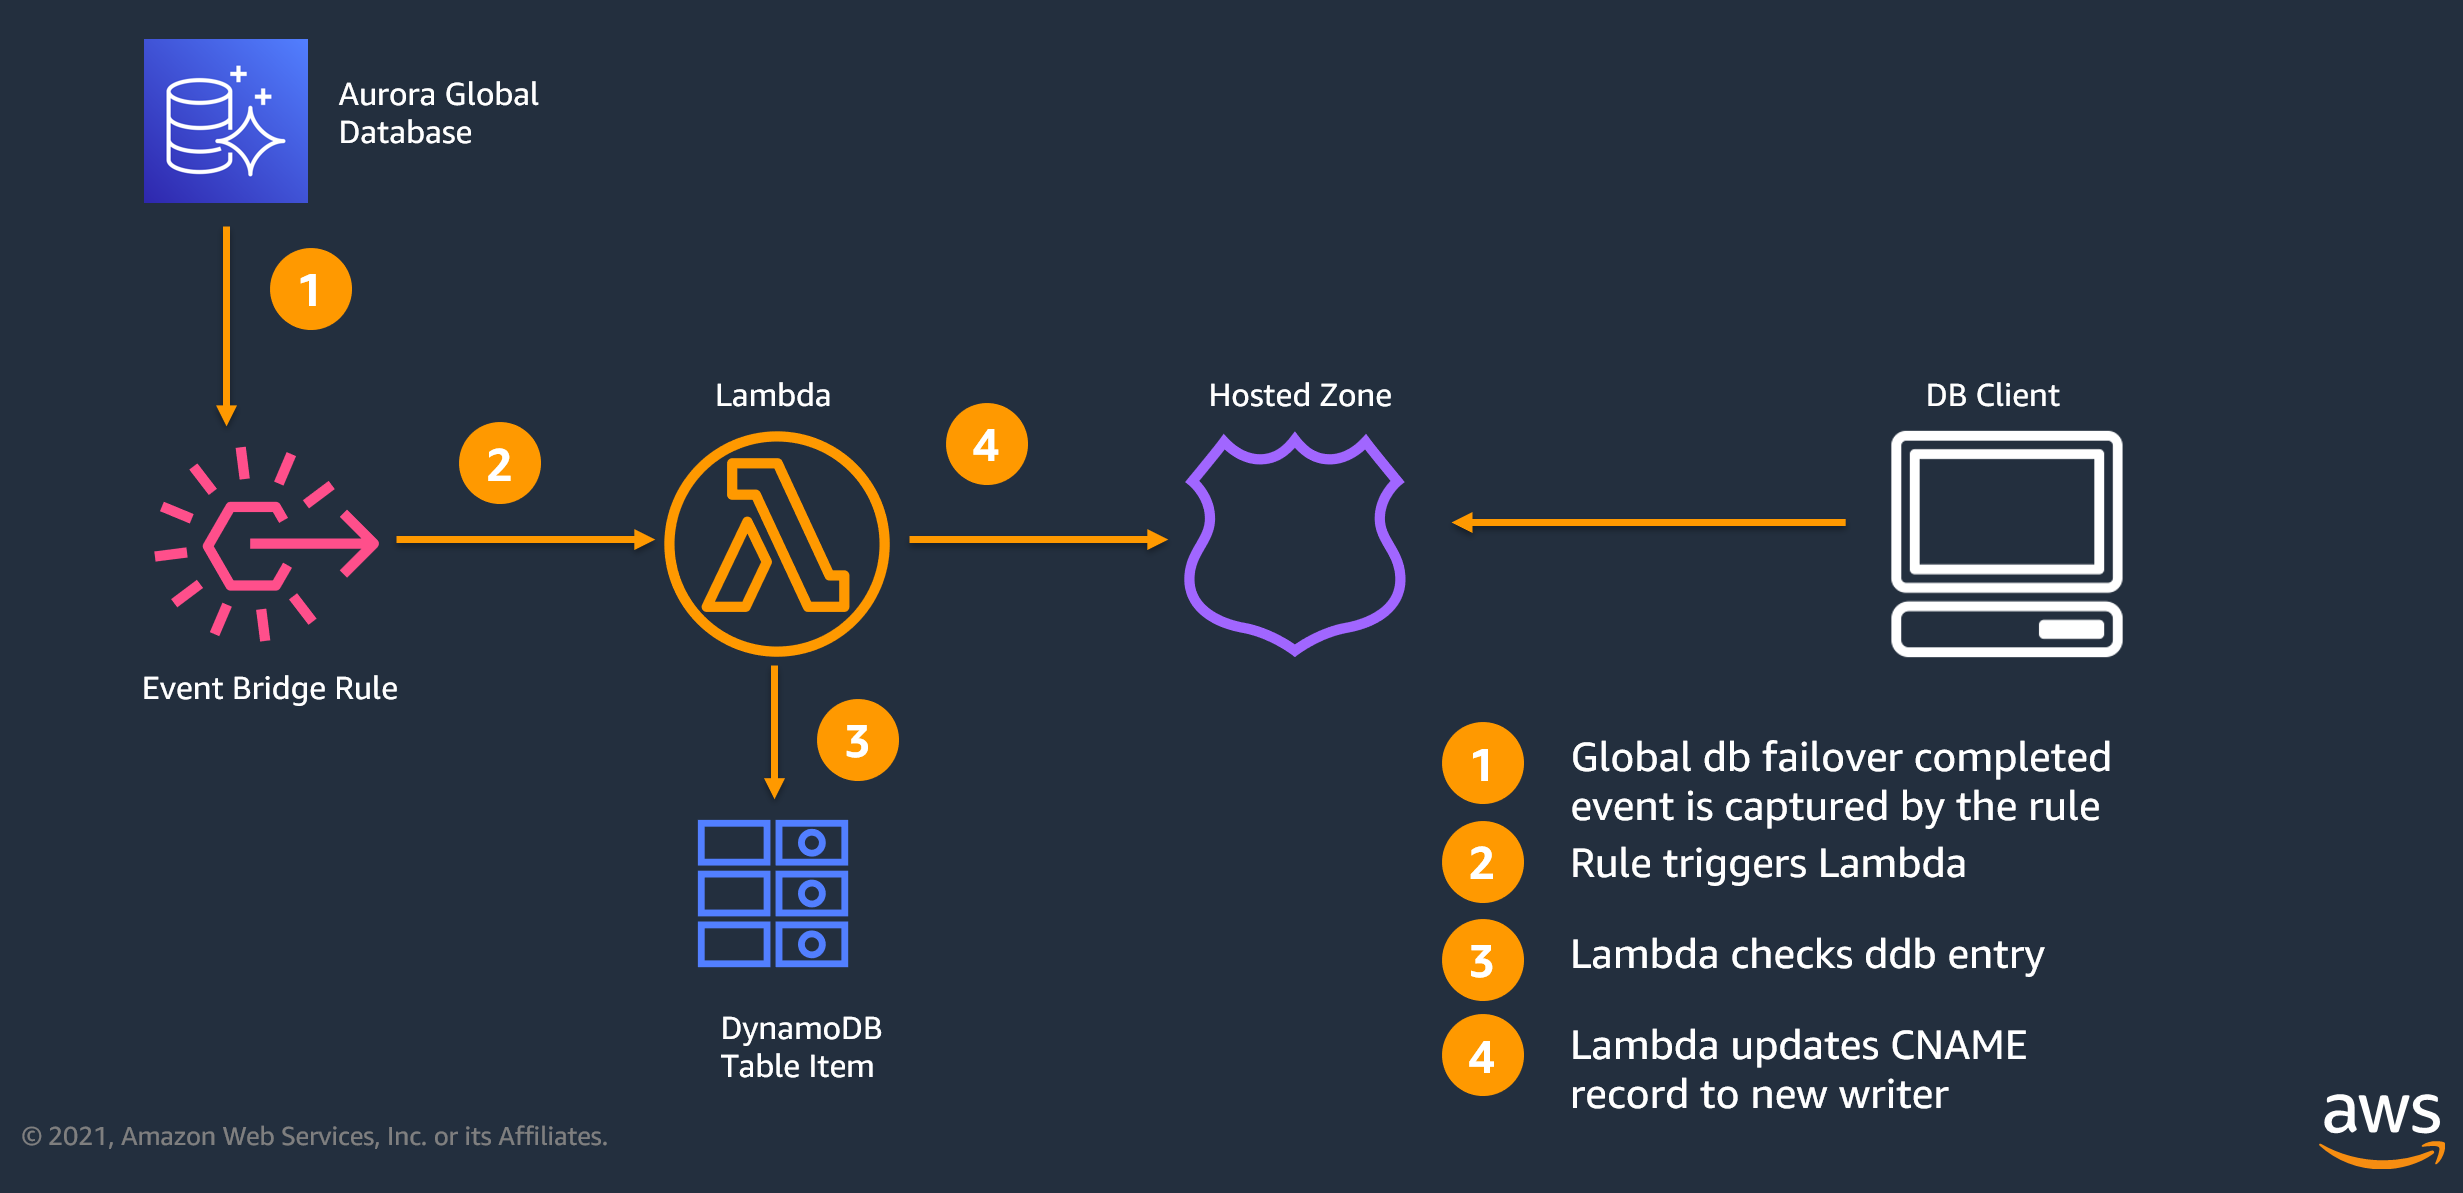 Aurora Global
Database
1
Lambda
Hosted Zone
DB Client
2
4
Event Bridge Rule
3
DynamoDB
Table Item
1
Global db failover completed
event is captured by the rule
2
Rule triggers Lambda
3
Lambda checks ddb entry
4
Lambda updates CNAME
record to new writer
© 2021, Amazon Web Services, Inc. or its Affiliates.
aws